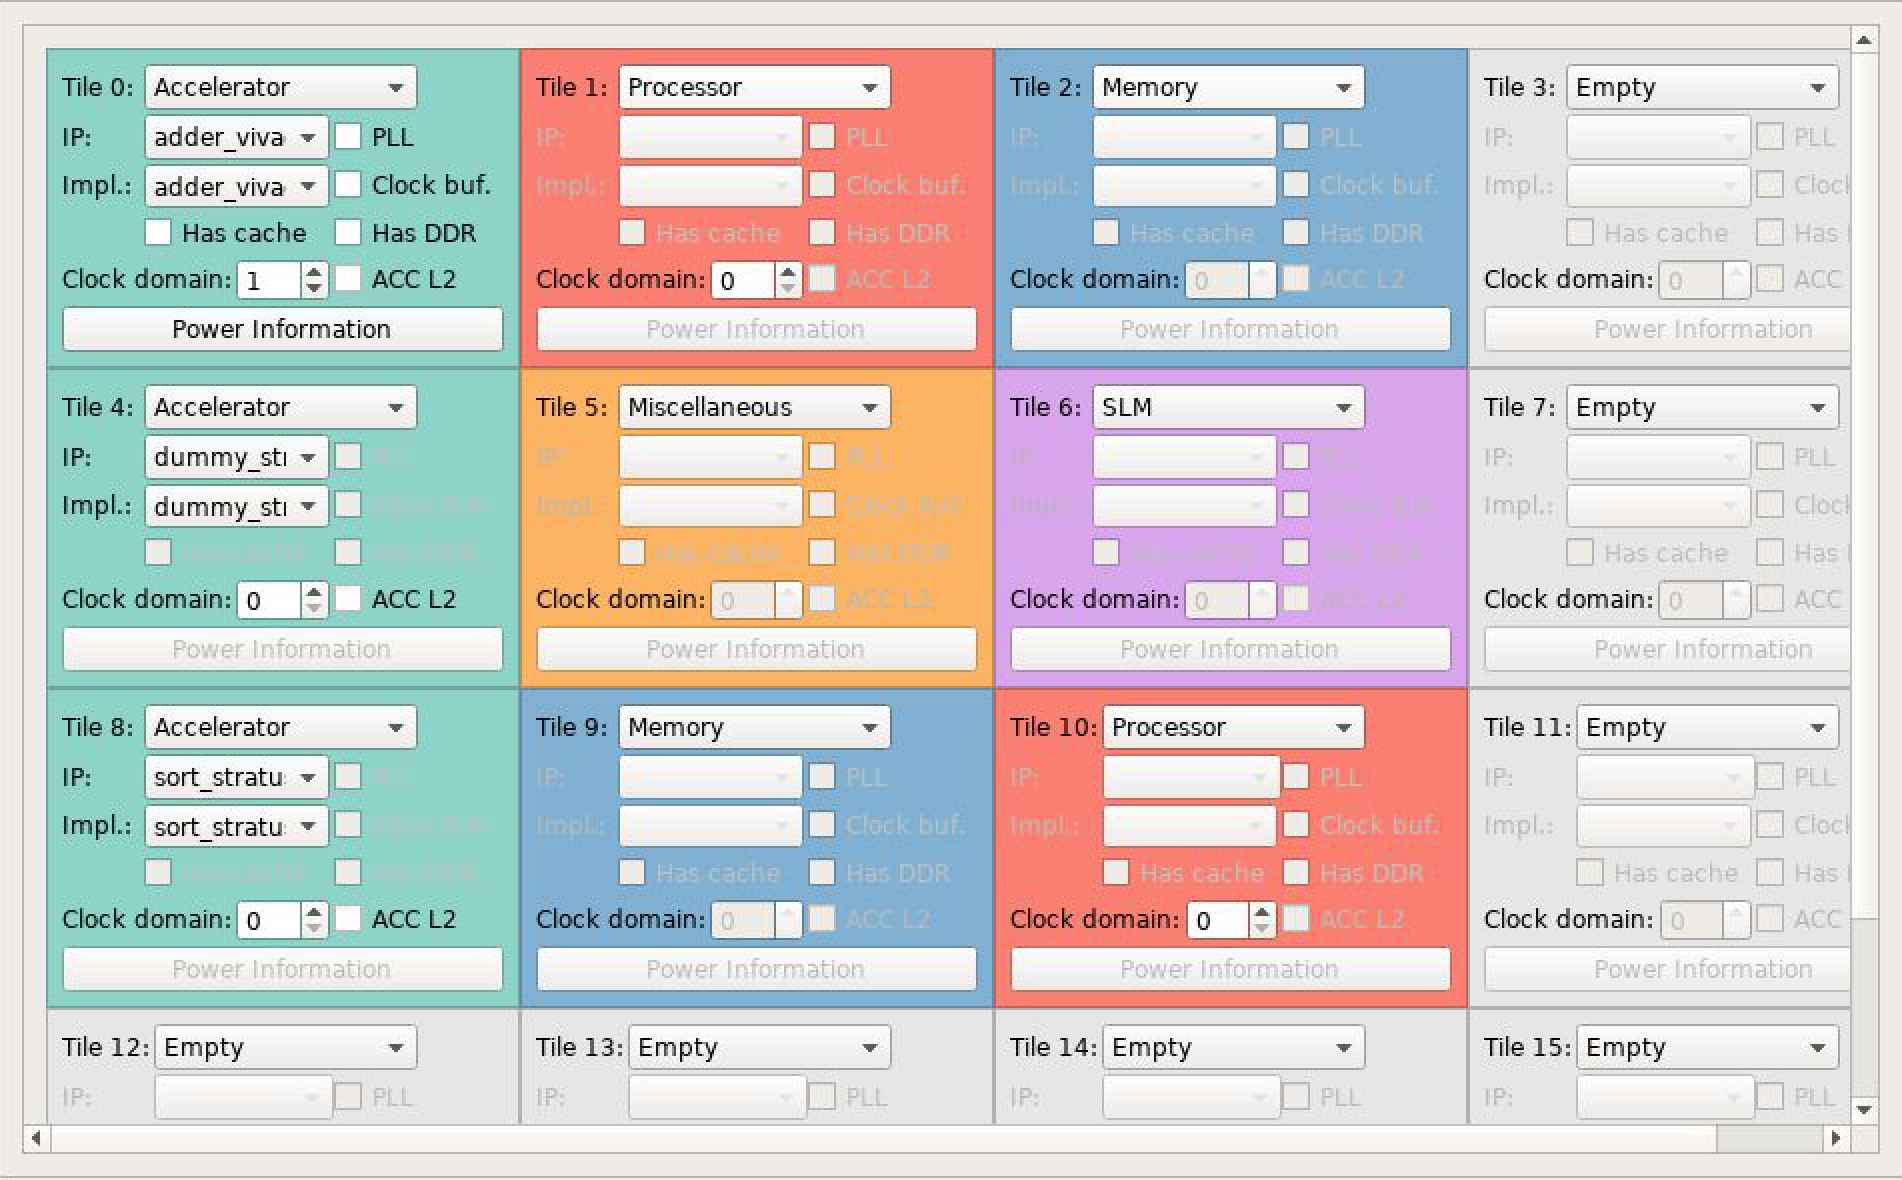 Tile 0: Accelerator
IP: adder_viva PLL
Impl.: adder_viva Clock buf.
Has cache Has DDR
Clock domain: 1 ACC L2
Power Information
Tile 1: Processor
IP: PLL
Impl.: Clock buf.
Has cache Has DDR
Clock domain: 0 ACC L2
Power Information
Tile 2: Memory
IP: PLL
Impl.: Clock buf.
Has cache Has DDR
Clock domain: 0 ACC L2
Power Information
Tile 3: Empty
IP: PLL
Impl.: Clock
Has cache Has
Clock domain: 0 ACC
Power Information
Tile 4: Accelerator
IP: dummy_str
Impl.: dummy_str
Has cache Has DDR
Clock domain: 0 ACC L2
Power Information
Tile 5: Miscellaneous
IP: PLL
Impl.: Clock buf.
Has cache Has DDR
Clock domain: 0 ACC L2
Power Information
Tile 6: SLM
IP: PLL
Impl.: Clock buf.
Has cache Has DDR
Clock domain: 0 ACC L2
Power Information
Tile 7: Empty
IP: PLL
Impl.: Clock
Has cache Has
Clock domain: 0 ACC
Power Information
Tile 8: Accelerator
IP: sort_stratu
Impl.: sort_stratu
Has cache Has DDR
Clock domain: 0 ACC L2
Power Information
Tile 9: Memory
IP: PLL
Impl.: Clock buf.
Has cache Has DDR
Clock domain: 0 ACC L2
Power Information
Tile 10: Processor
IP: PLL
Impl.: Clock buf.
Has cache Has DDR
Clock domain: 0 ACC L2
Power Information
Tile 11: Empty
IP: PLL
Impl.: Clock
Has cache Has
Clock domain: 0 ACC
Power Information
Tile 12: Empty
IP: PLL
Tile 13: Empty
IP: PLL
Tile 14: Empty
IP: PLL
Tile 15: Empty
IP: PLL